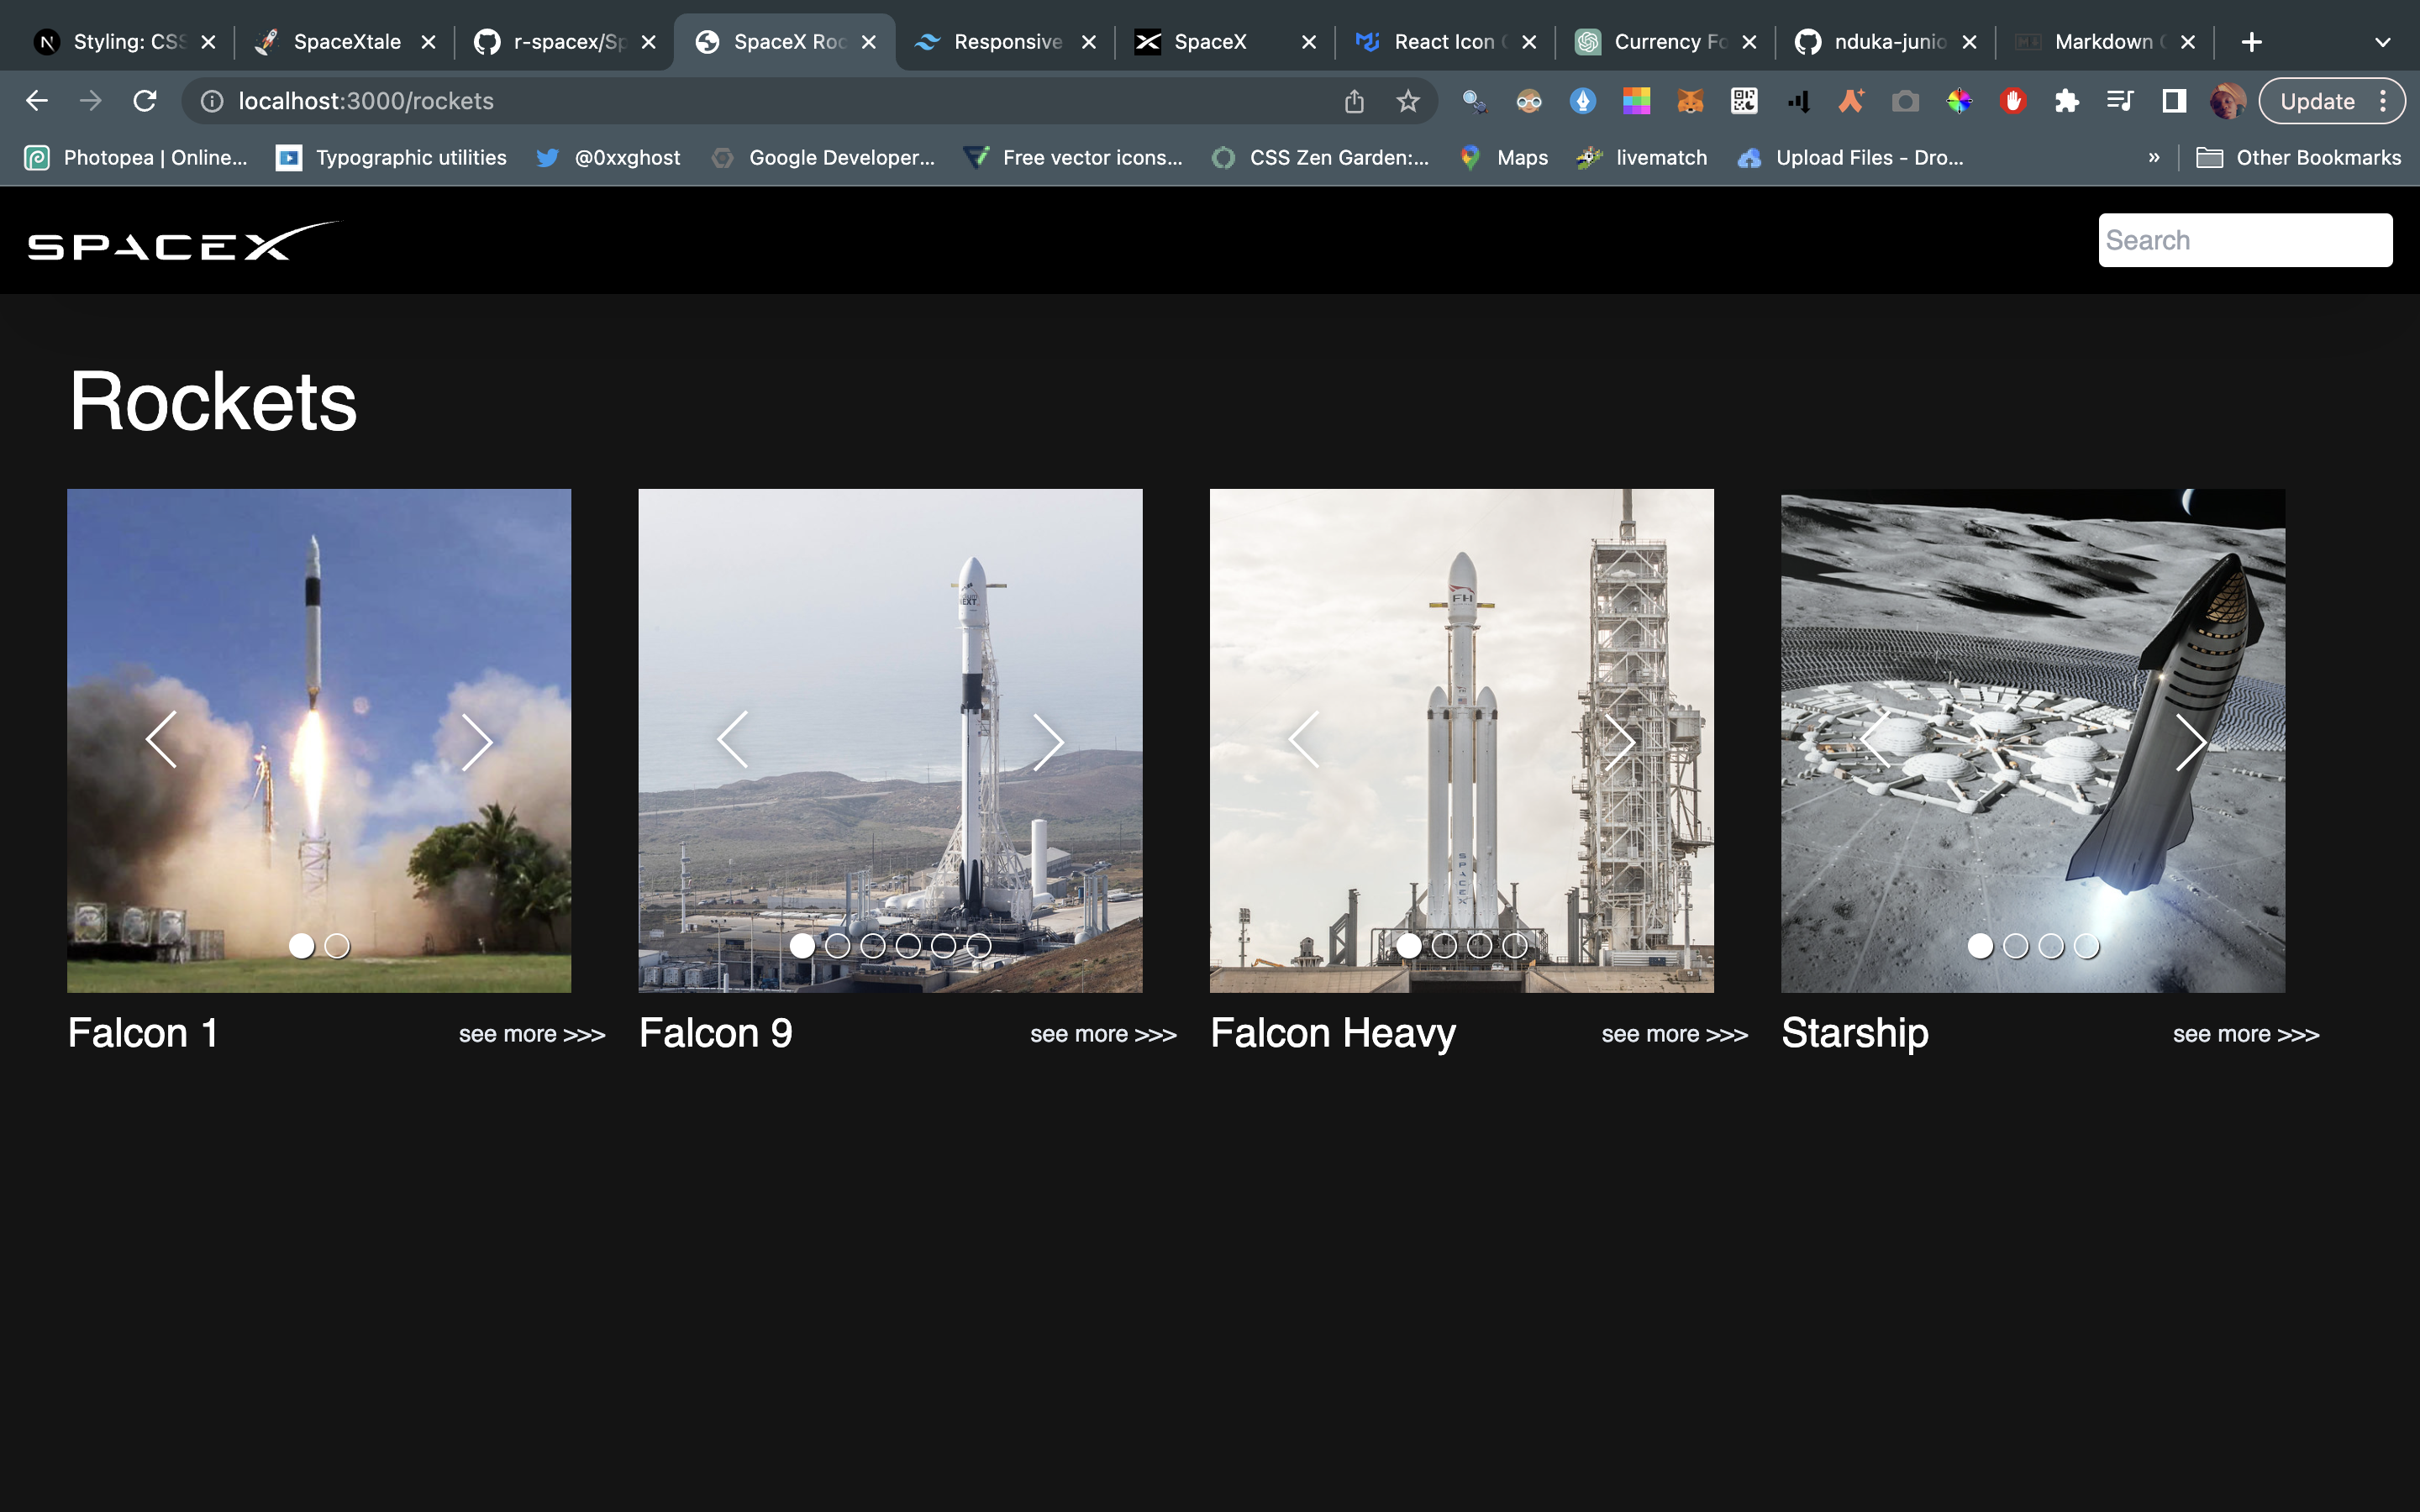 Styling: CSS SpaceXtale r-spacex/Sp SpaceX Roc Responsive SpaceX React Icon Currency Fo nduka-junio Markdown
localhost:3000/rockets Update
Photopea | Online... Typographic utilities @0xxghost Google Developer... Free vector icons... CSS Zen Garden:... Maps livematch Upload Files - Dro... » Other Bookmarks
SPACEX Search
Rockets
NEXT
FH
SPACEX
Falcon 1 see more >>> Falcon 9 see more >>> Falcon Heavy see more >>> Starship see more >>>